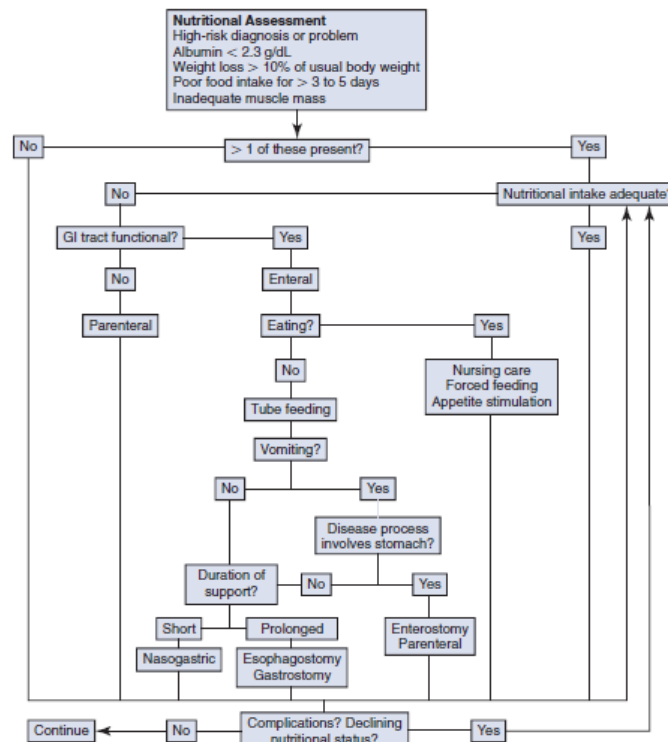 Nutritional Assessment
High-risk diagnosis or problem
Albumin < 2.3 g/dL
Weight loss > 10% of usual body weight
Poor food intake for > 3 to 5 days
Inadequate muscle mass
No
> 1 of these present?
Yes
No
Nutritional intake adequate?
GI tract functional?
Yes
Yes
No
Enteral
Parenteral
Eating?
Yes
No
Nursing care
Forced feeding
Appetite stimulation
Tube feeding
Vomiting?
No
Yes
Disease process
involves stomach?
Duration of
support?
No
Yes
Short
Prolonged
Enterostomy
Parenteral
Nasogastric
Esophagostomy
Gastrostomy
Continue
No
Complications? Declining
nutritional status?
Yes